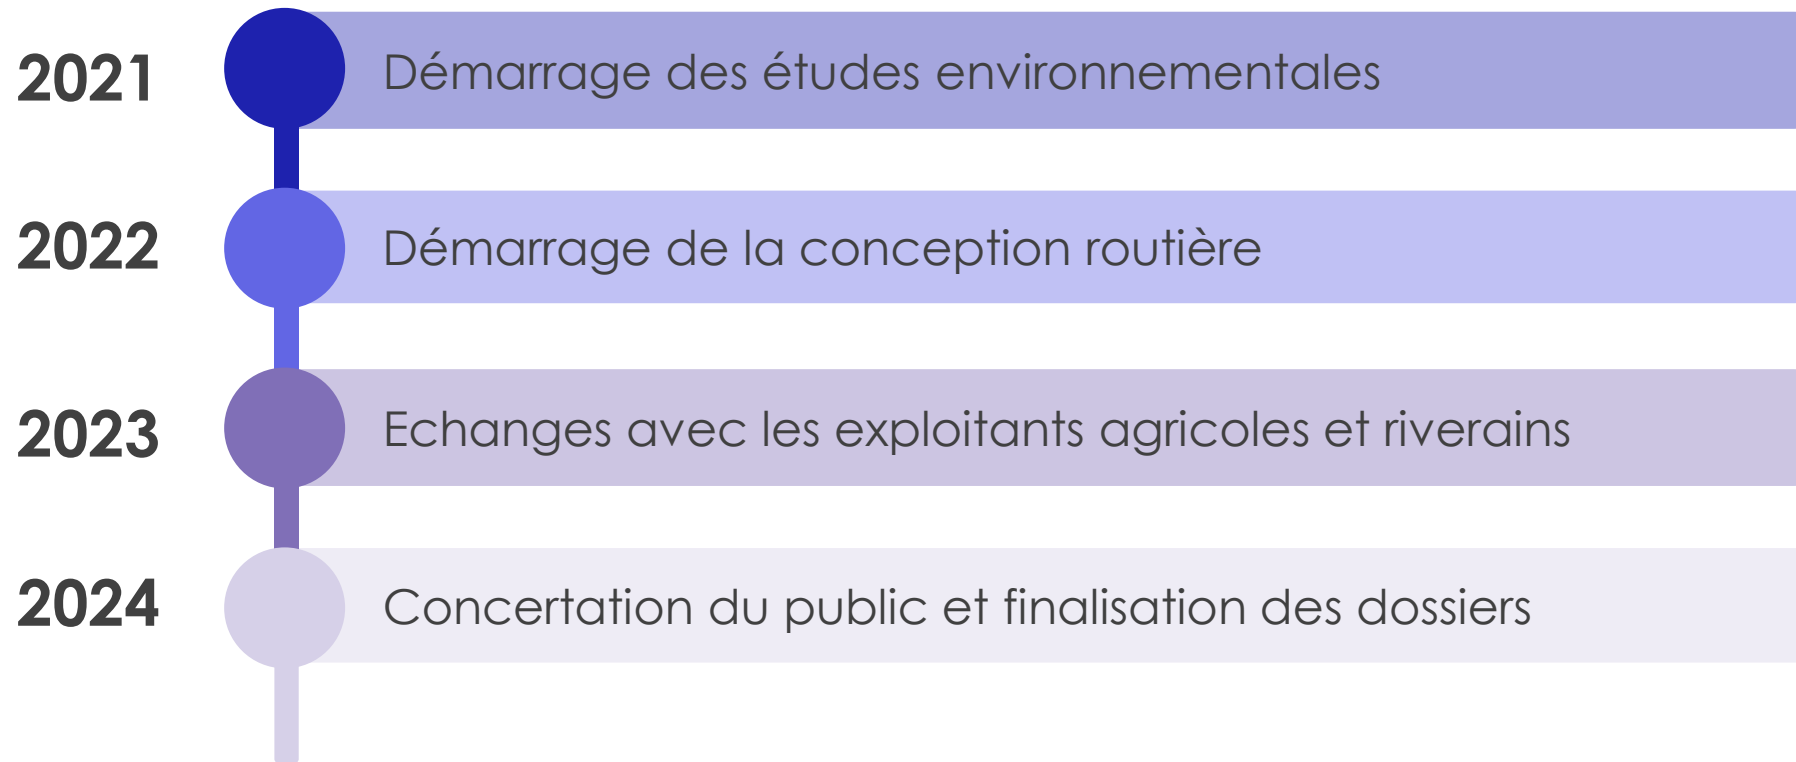 2021
Démarrage des études environnementales
2022
Démarrage de la conception routière
2023
Echanges avec les exploitants agricoles et riverains
2024
Concertation du public et finalisation des dossiers